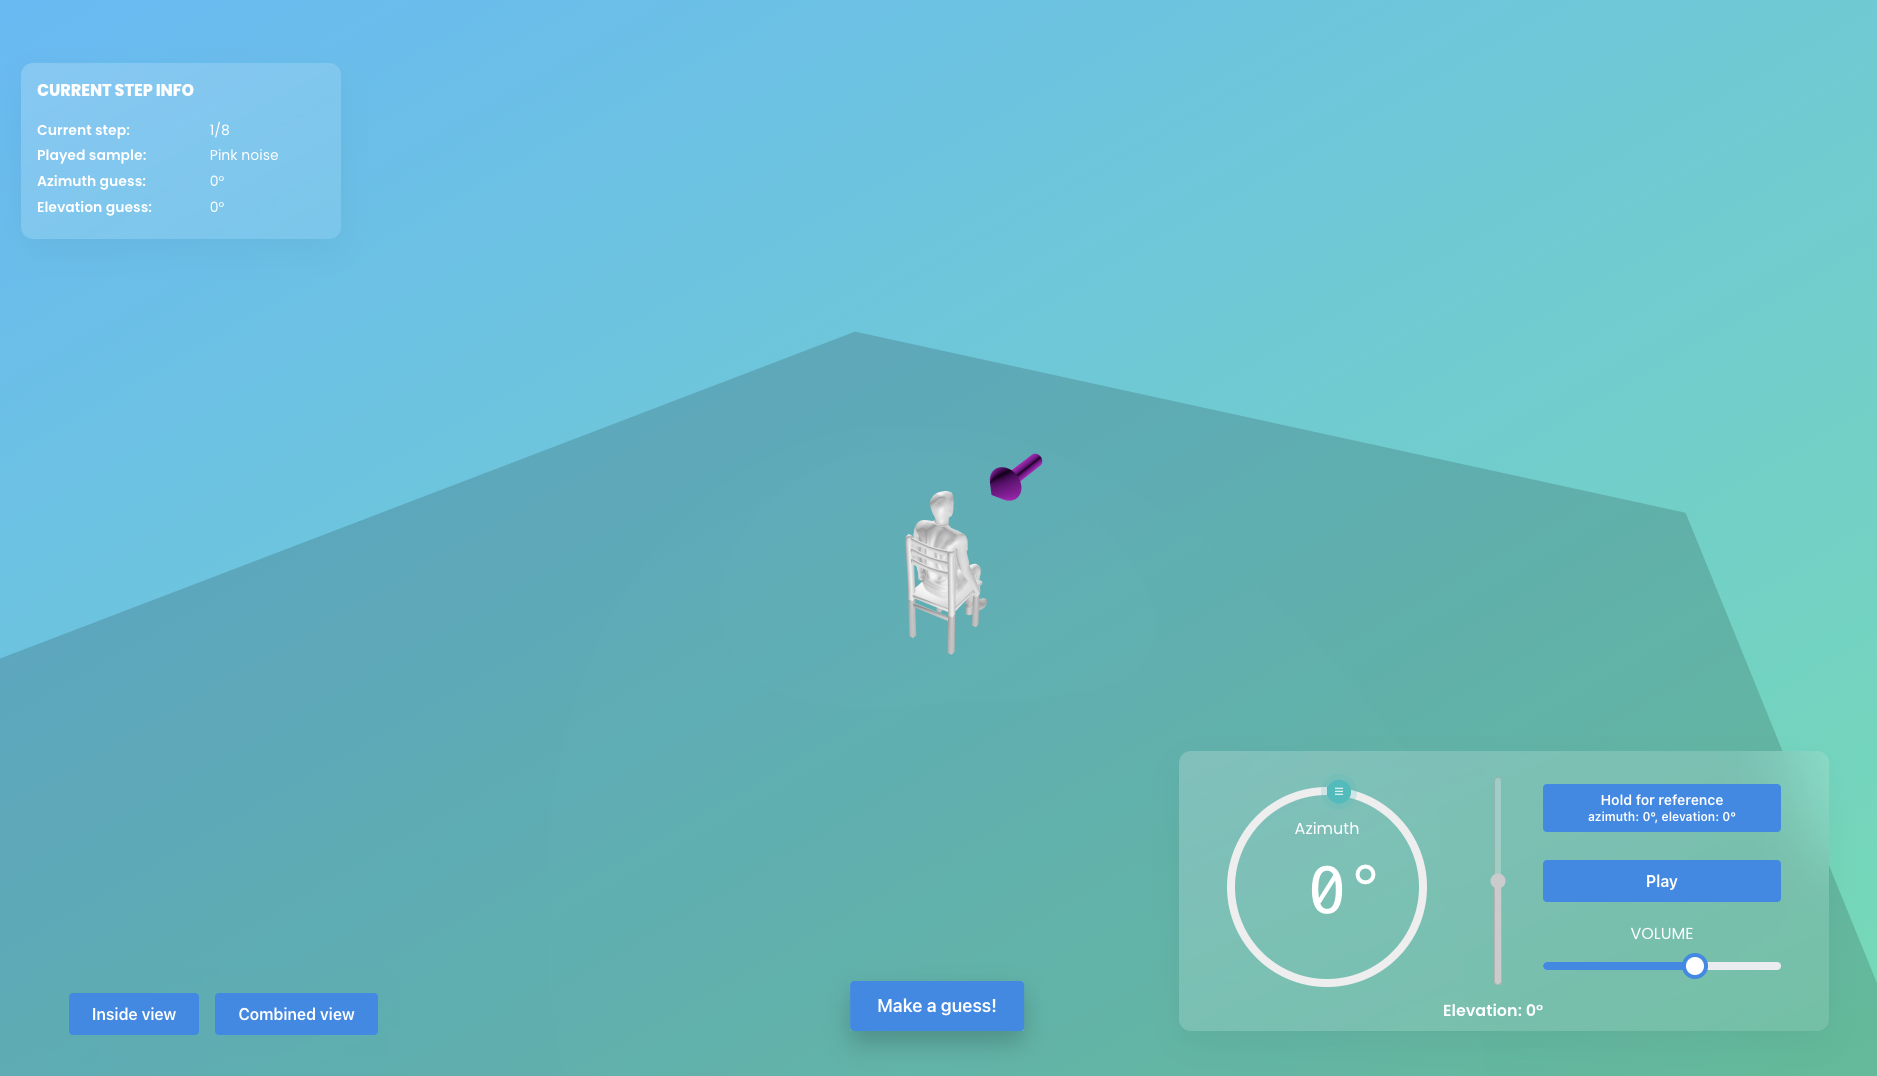 CURRENT STEP INFO
Current step: 1/8
Played sample: Pink noise
Azimuth guess: 0°
Elevation guess: 0°
Azimuth
0°
Hold for reference
azimuth: 0°, elevation: 0°
Play
VOLUME
Elevation: 0°
Inside view
Combined view
Make a guess!